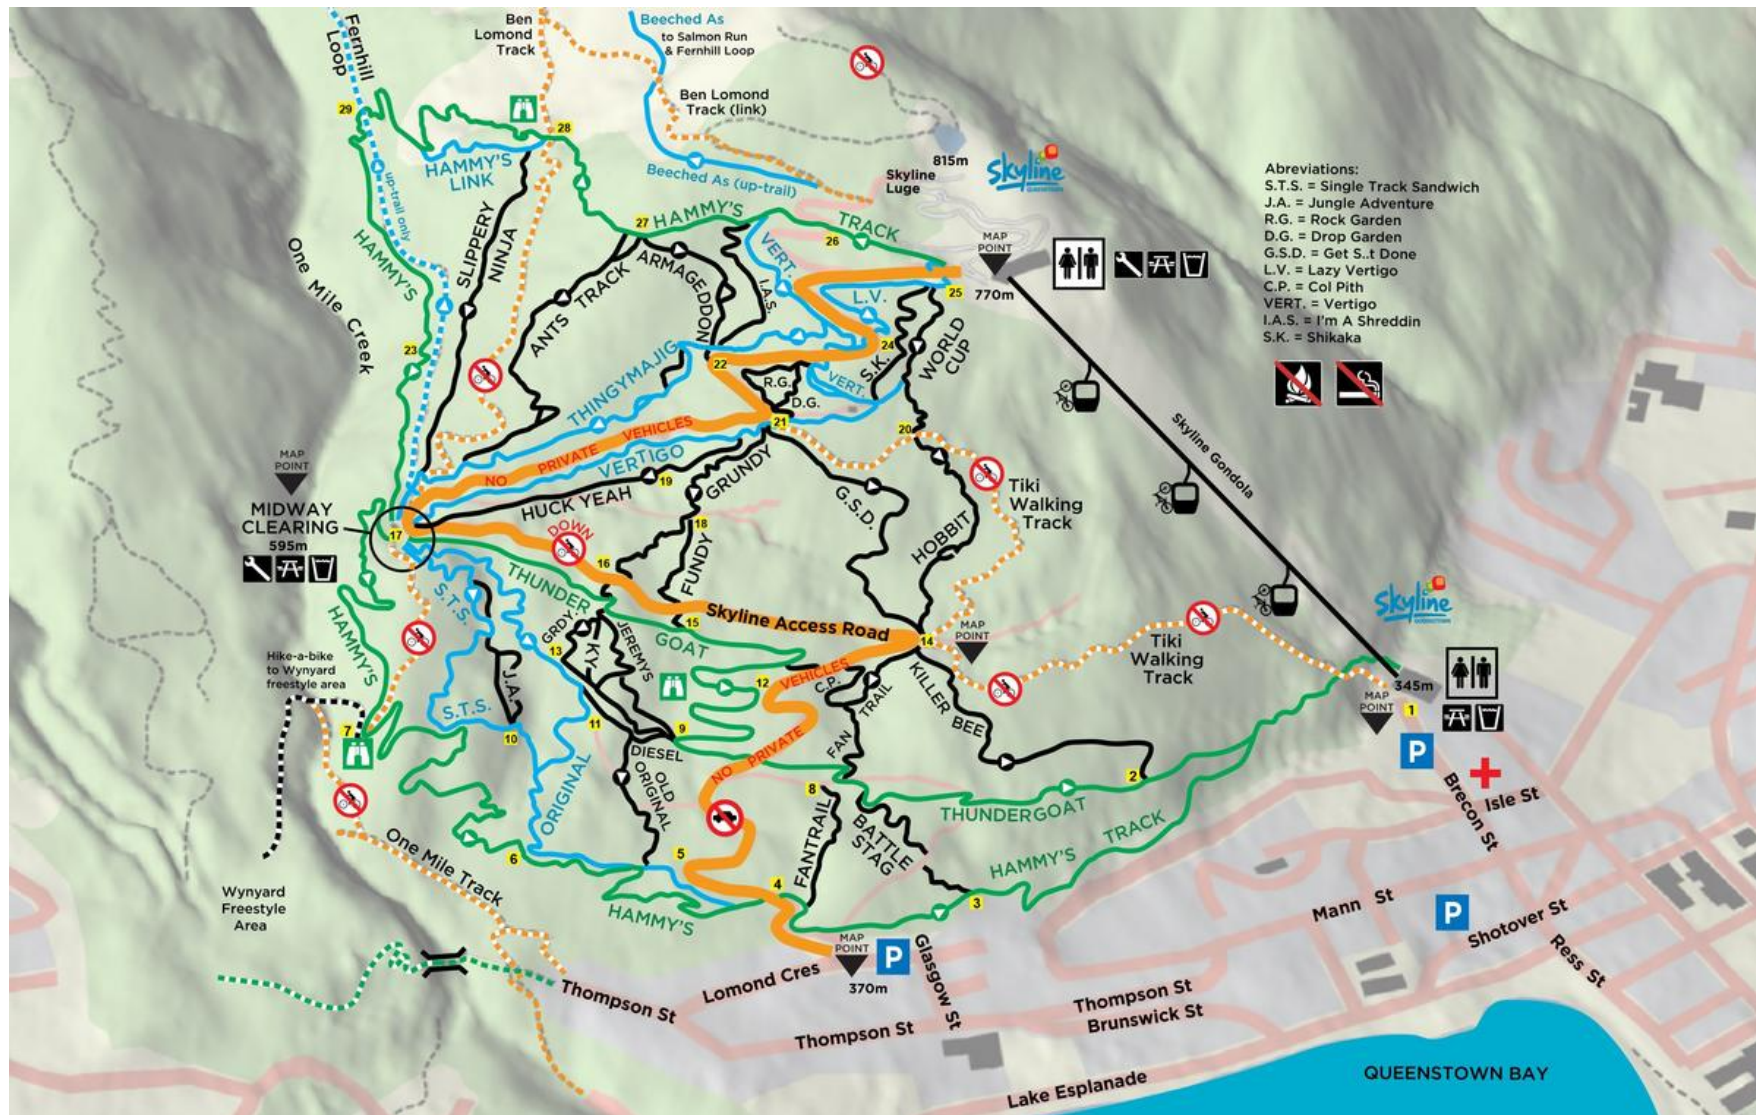 Fernhill
Loop
Ben
Lomond
Track
Beeched As
to Salmon Run
& Fernhill Loop
Ben Lomond
Track (link)
29
28
HAMMY'S
LINK
up-trail only
Beeched As (up-trail)
815m
Skyline
QUEENSTOWN
Skyline
Luge
Abreviations:
S.T.S. = Single Track Sandwich
J.A. = Jungle Adventure
R.G. = Rock Garden
D.G. = Drop Garden
G.S.D. = Get S..t Done
L.V. = Lazy Vertigo
C.P. = Col Pith
VERT. = Vertigo
I.A.S. = I'm A Shreddin
S.K. = Shikaka
27
HAMMY'S
TRACK
26
MAP
POINT
770m
25
HAMMY'S
One Mile Creek
SLIPPERY
NINJA
ANTS TRACK
ARMAGEDDON
I.A.S.
VERT.
L.V.
24
S.K.
WORLD
CUP
23
22
THINGYMAJIG
R.G.
VERT.
D.G.
21
20
NO PRIVATE VEHICLES
VERTIGO
19
HUCK YEAH
GRUNDY
G.S.D.
HOBBIT
Tiki
Walking
Track
Skyline Gondola
MAP
POINT
MIDWAY
CLEARING
595m
17
DOWN
16
18
FUNDY
THUNDER
GOAT
15
Skyline Access Road
14
MAP
POINT
Tiki
Walking
Track
Skyline
QUEENSTOWN
345m
MAP
POINT
1
P
HAMMY'S
S.T.S.
GRDY.
13
KY.
JEREMYS
12
VEHICLES
C.P.
TRAIL
FAN
KILLER
BEE
Hike-a-bike
to Wynyard
freestyle area
7
J.A.
S.T.S.
10
11
9
DIESEL
OLD
ORIGINAL
ORIGINAL
NO PRIVATE
8
2
THUNDERGOAT
Brecon St
Isle St
FANTRAIL
BATTLE
STAG
HAMMY'S
TRACK
One Mile Track
6
5
4
3
HAMMY'S
Wynyard
Freestyle
Area
MAP
POINT
370m
P
Mann St
P
Shotover St
Ress St
Glasgow St
Lomond Cres
Thompson St
Thompson St
Thompson St
Brunswick St
Lake Esplanade
QUEENSTOWN BAY